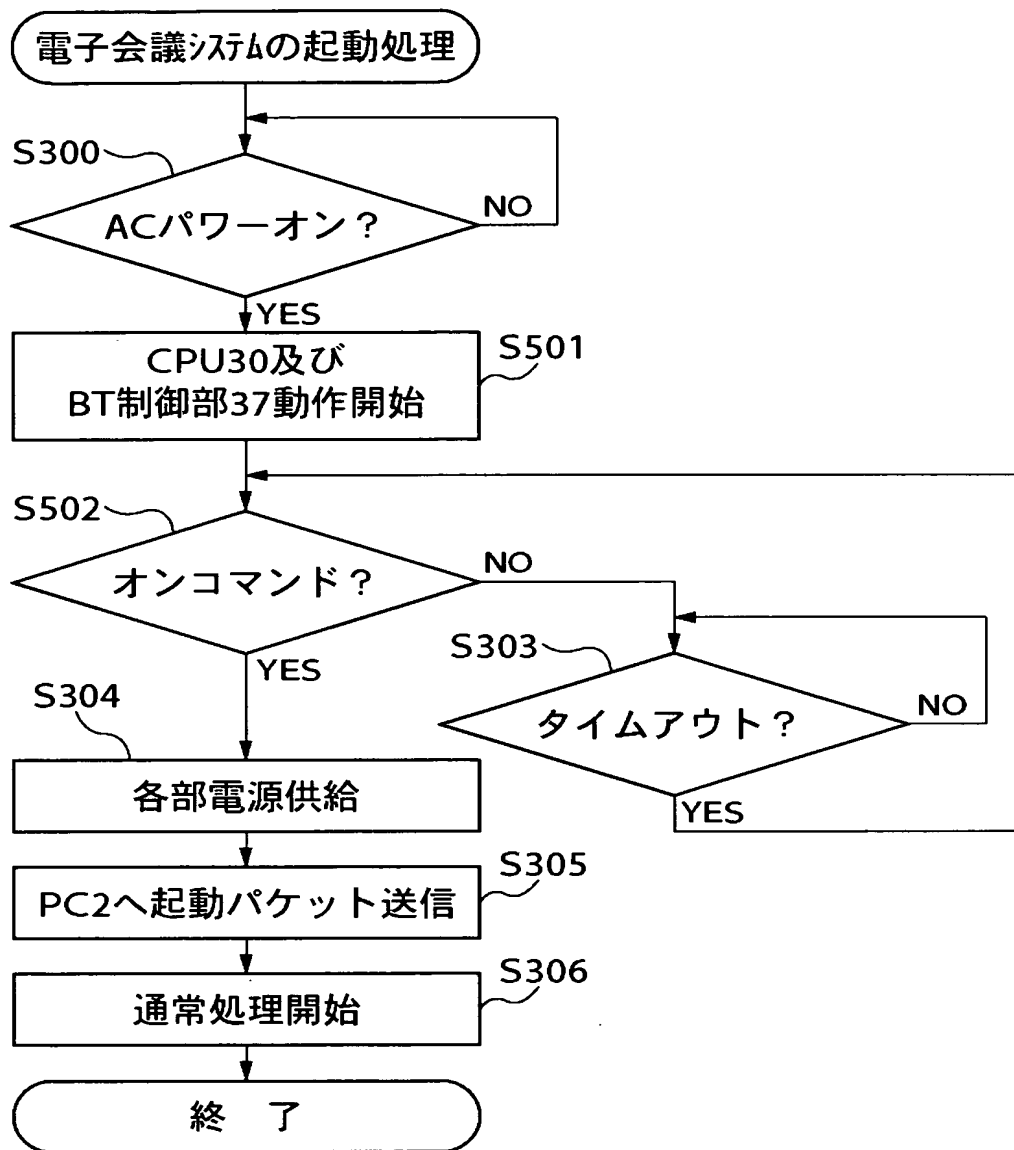 電子会議システムの起動処理
S300
ACパワーオン？
NO
YES
CPU30及び
BT制御部37動作開始
S501
S502
オンコマンド？
NO
YES
S303
タイムアウト？
NO
YES
S304
各部電源供給
S305
PC2へ起動パケット送信
S306
通常処理開始
終 了